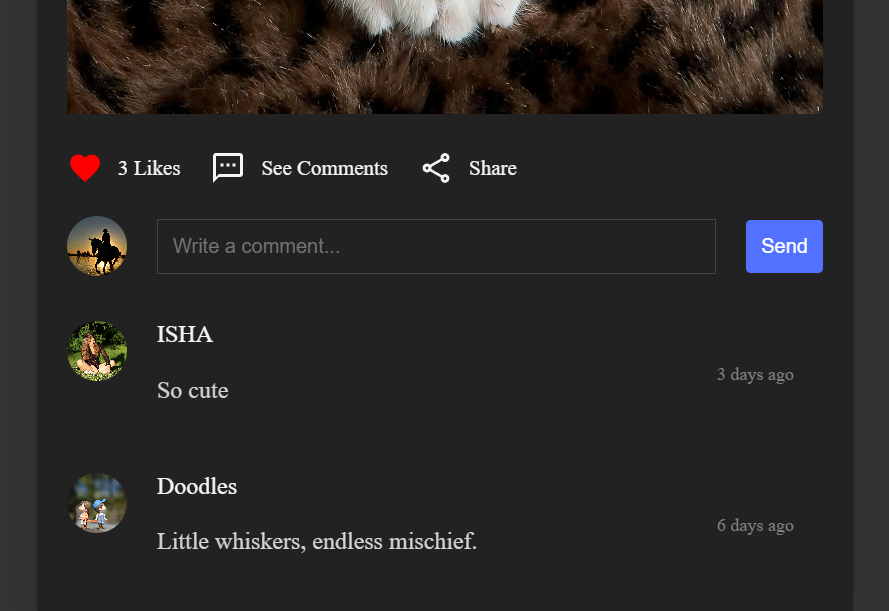 3 Likes See Comments Share
Write a comment... Send
ISHA
So cute
3 days ago
Doodles
Little whiskers, endless mischief.
6 days ago